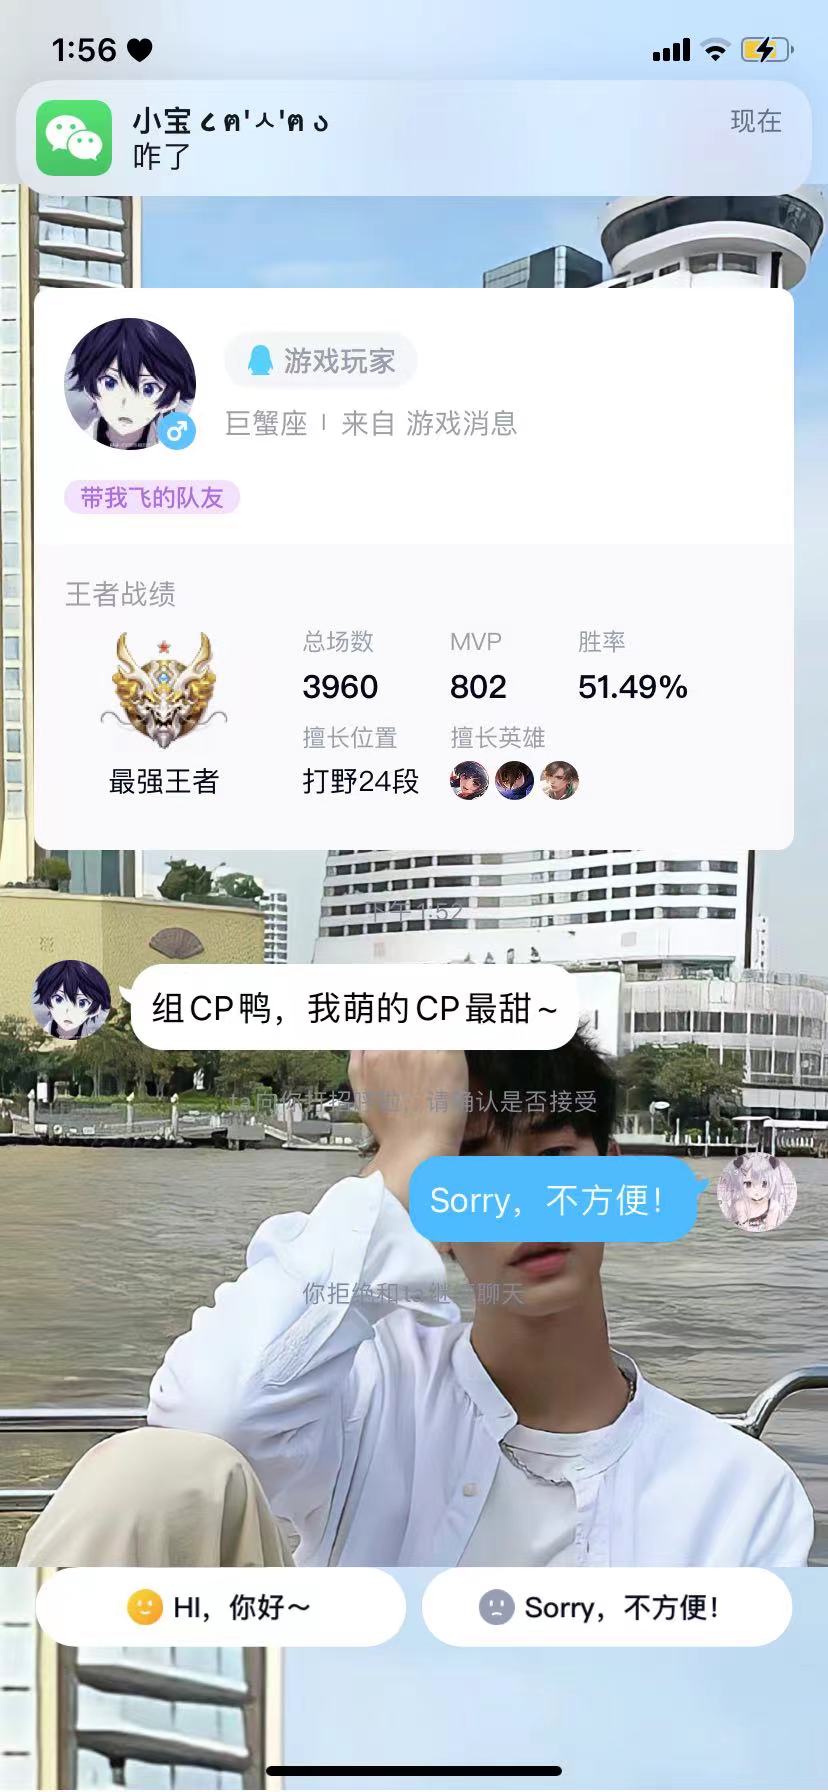 1:56
小宝
现在
咋了
游戏玩家
巨蟹座 | 来自 游戏消息
带我飞的队友
王者战绩
总场数 MVP 胜率
3960 802 51.49%
擅长位置 擅长英雄
最强王者 打野24段
下午 1:52
组CP鸭，我萌的CP最甜~
ta向你打招呼啦，请确认是否接受
Sorry，不方便！
你拒绝和ta继续聊天
HI，你好～ Sorry，不方便！